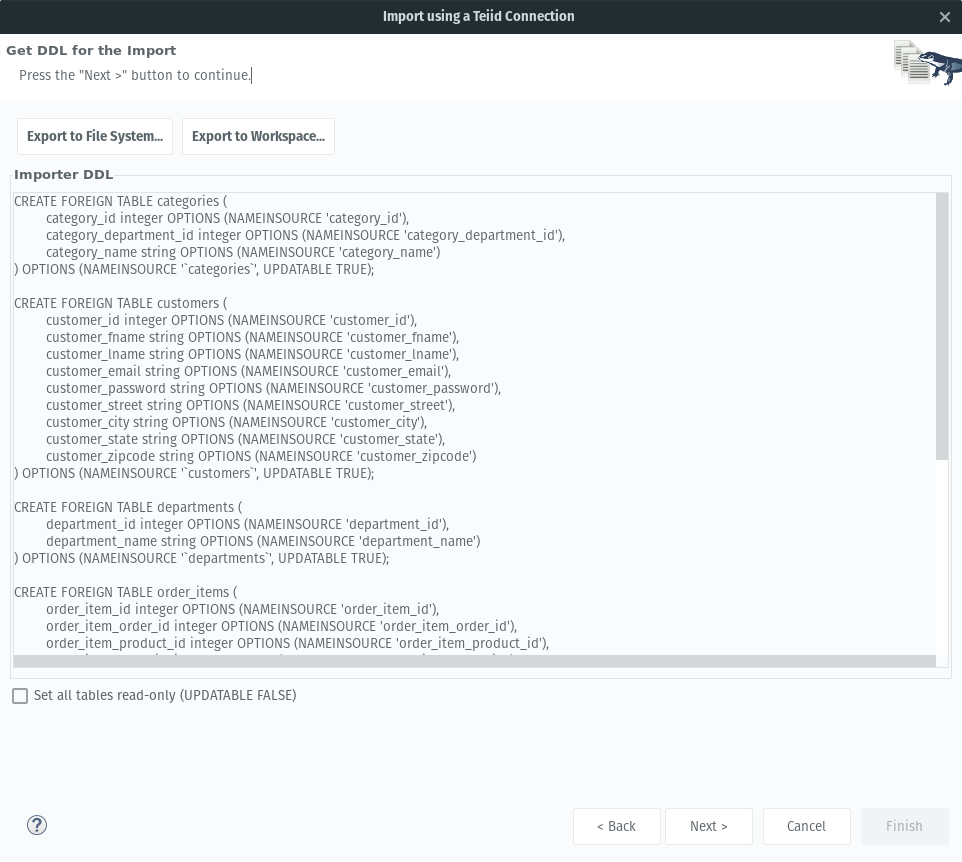 Import using a Teiid Connection
Get DDL for the Import
Press the "Next >" button to continue.
Export to File System...
Export to Workspace...
Importer DDL
CREATE FOREIGN TABLE categories (
category_id integer OPTIONS (NAMEINSOURCE 'category_id'),
category_department_id integer OPTIONS (NAMEINSOURCE 'category_department_id'),
category_name string OPTIONS (NAMEINSOURCE 'category_name')
) OPTIONS (NAMEINSOURCE '`categories`', UPDATABLE TRUE);
CREATE FOREIGN TABLE customers (
customer_id integer OPTIONS (NAMEINSOURCE 'customer_id'),
customer_fname string OPTIONS (NAMEINSOURCE 'customer_fname'),
customer_lname string OPTIONS (NAMEINSOURCE 'customer_lname'),
customer_email string OPTIONS (NAMEINSOURCE 'customer_email'),
customer_password string OPTIONS (NAMEINSOURCE 'customer_password'),
customer_street string OPTIONS (NAMEINSOURCE 'customer_street'),
customer_city string OPTIONS (NAMEINSOURCE 'customer_city'),
customer_state string OPTIONS (NAMEINSOURCE 'customer_state'),
customer_zipcode string OPTIONS (NAMEINSOURCE 'customer_zipcode')
) OPTIONS (NAMEINSOURCE '`customers`', UPDATABLE TRUE);
CREATE FOREIGN TABLE departments (
department_id integer OPTIONS (NAMEINSOURCE 'department_id'),
department_name string OPTIONS (NAMEINSOURCE 'department_name')
) OPTIONS (NAMEINSOURCE '`departments`', UPDATABLE TRUE);
CREATE FOREIGN TABLE order_items (
order_item_id integer OPTIONS (NAMEINSOURCE 'order_item_id'),
order_item_order_id integer OPTIONS (NAMEINSOURCE 'order_item_order_id'),
order_item_product_id integer OPTIONS (NAMEINSOURCE 'order_item_product_id'),
Set all tables read-only (UPDATABLE FALSE)
?
< Back
Next >
Cancel
Finish